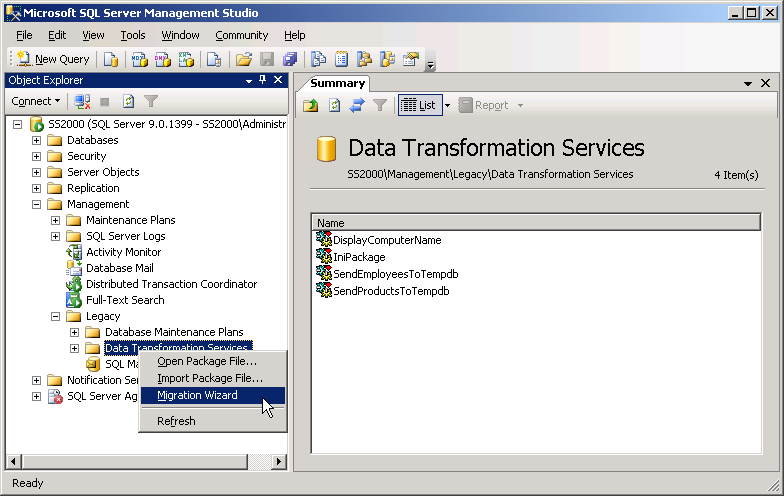 Microsoft SQL Server Management Studio
File Edit View Tools Window Community Help
New Query
Object Explorer
Connect
SS2000 (SQL Server 9.0.1399 - SS2000\Administr
Databases
Security
Server Objects
Replication
Management
Maintenance Plans
SQL Server Logs
Activity Monitor
Database Mail
Distributed Transaction Coordinator
Full-Text Search
Legacy
Database Maintenance Plans
Data Transformation Services
SQL Ma
Notification Ser
SQL Server Ag
Open Package File...
Import Package File...
Migration Wizard
Refresh
Summary
List Report
Data Transformation Services
SS2000\Management\Legacy\Data Transformation Services 4 Item(s)
Name
DisplayComputerName
IniPackage
SendEmployeesToTempdb
SendProductsToTempdb
Ready